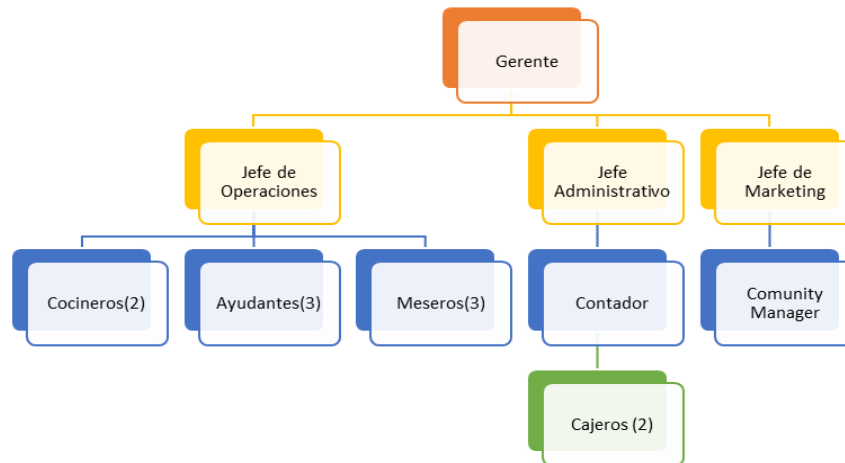 Gerente
Jefe de
Operaciones
Jefe
Administrativo
Jefe de
Marketing
Cocineros(2)
Ayudantes(3)
Meseros(3)
Contador
Comunity
Manager
Cajeros (2)